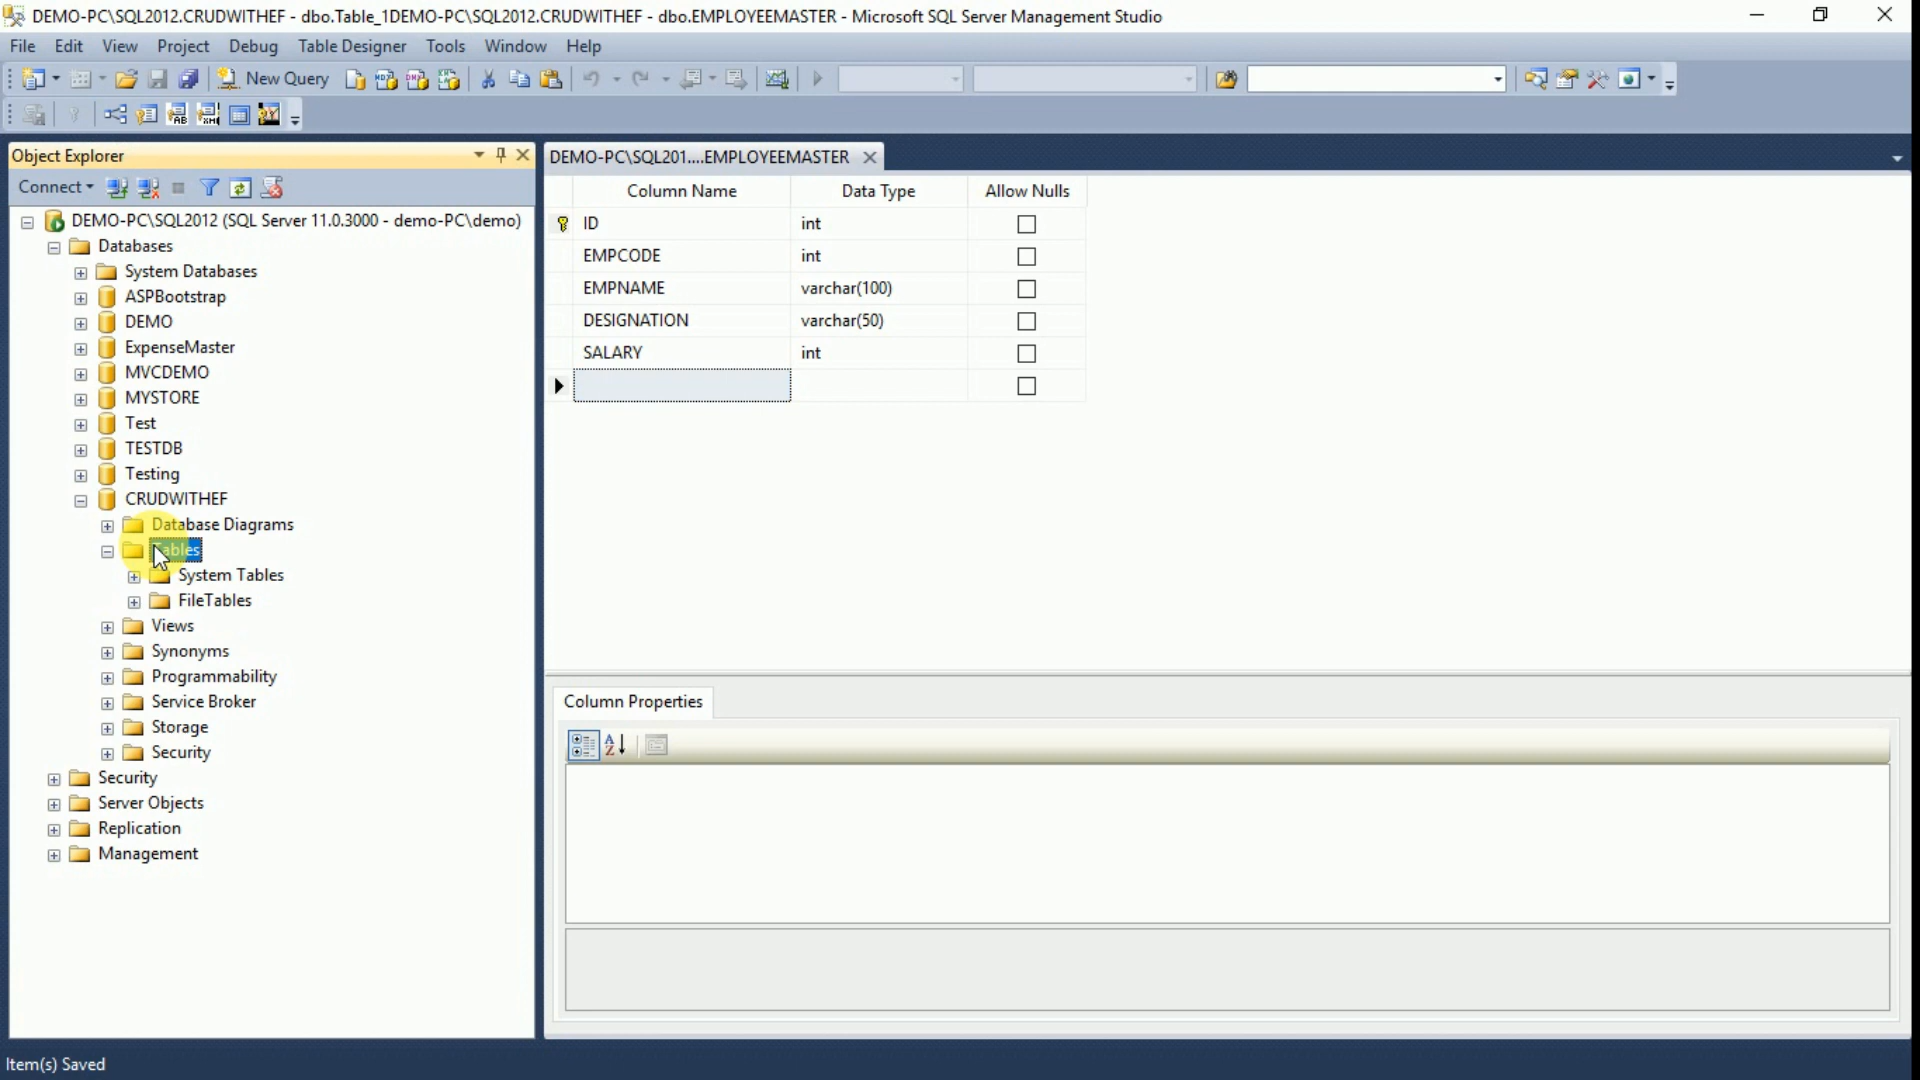 DEMO-PC\SQL2012.CRUDWITHEF - dbo.Table_1DEMO-PC\SQL2012.CRUDWITHEF - dbo.EMPLOYEEMASTER - Microsoft SQL Server Management Studio
File Edit View Project Debug Table Designer Tools Window Help
New Query
Object Explorer
Connect
DEMO-PC\SQL2012 (SQL Server 11.0.3000 - demo-PC\demo)
Databases
System Databases
ASPBootstrap
DEMO
ExpenseMaster
MVCDEMO
MYSTORE
Test
TESTDB
Testing
CRUDWITHEF
Database Diagrams
Tables
System Tables
FileTables
Views
Synonyms
Programmability
Service Broker
Storage
Security
Security
Server Objects
Replication
Management
DEMO-PC\SQL201....EMPLOYEEMASTER
Column Name Data Type Allow Nulls
ID int
EMPCODE int
EMPNAME varchar(100)
DESIGNATION varchar(50)
SALARY int
Column Properties
Item(s) Saved